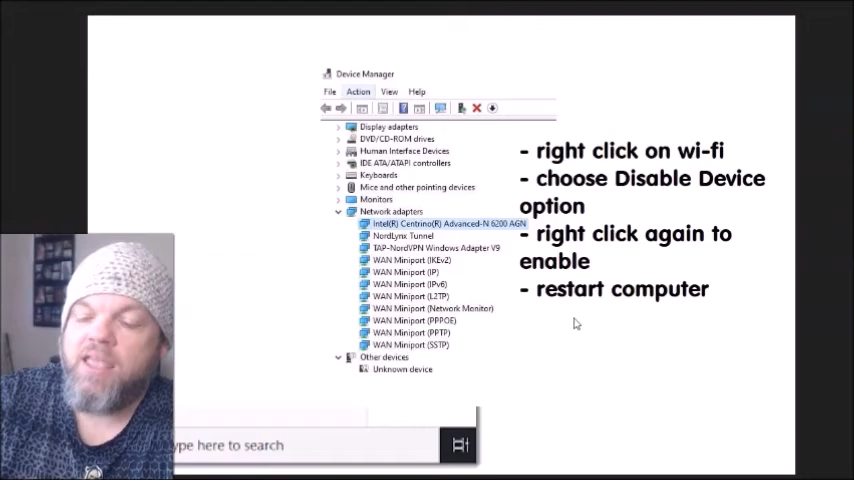 Device Manager
File Action View Help
Display adapters
DVD/CD-ROM drives
Human Interface Devices
IDE ATA/ATAPI controllers
Keyboards
Mice and other pointing devices
Monitors
Network adapters
Intel(R) Centrino(R) Advanced-N 6200 AGN
NordLynx Tunnel
TAP-NordVPN Windows Adapter V9
WAN Miniport (IKEv2)
WAN Miniport (IP)
WAN Miniport (IPv6)
WAN Miniport (L2TP)
WAN Miniport (Network Monitor)
WAN Miniport (PPPOE)
WAN Miniport (PPTP)
WAN Miniport (SSTP)
Other devices
Unknown device
- right click on wi-fi
- choose Disable Device
option
- right click again to
enable
- restart computer
ype here to search